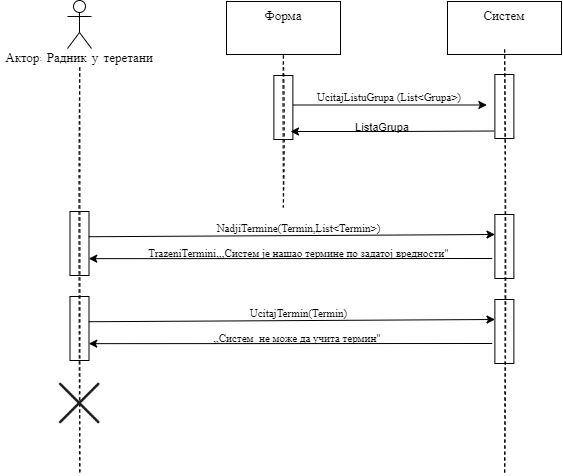 Форма
Систем
Актор: Радник у теретани
UcitajListuGrupa (List<Grupa>)
ListaGrupa
NadjiTermine(Termin,List<Termin>)
TrazeniTermini,,,Систем је нашао термине по задатој вредности"
UcitajTermin(Termin)
,,Систем не може да учита термин"